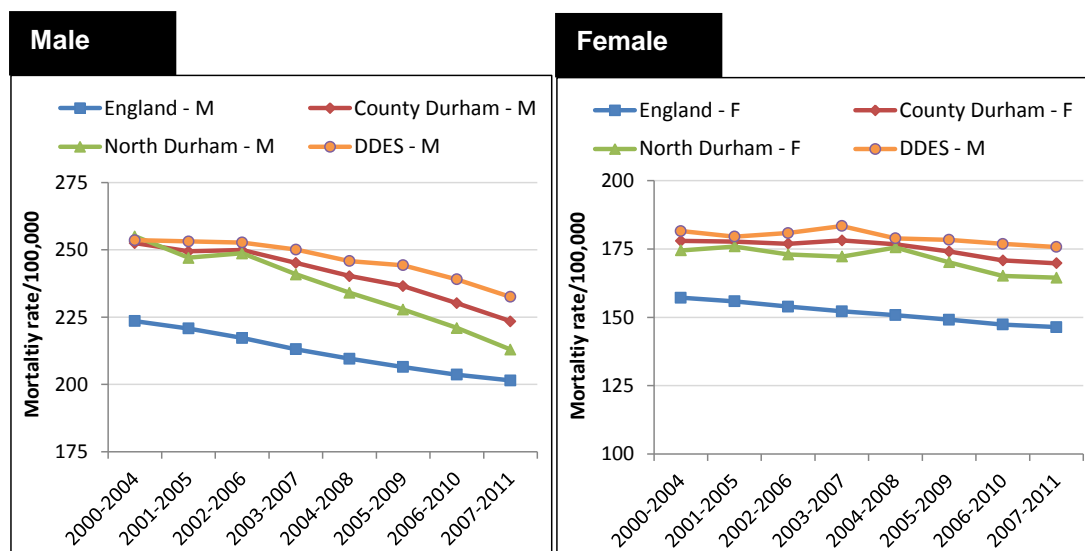 Male
England - M
County Durham - M
North Durham - M
DDES - M
Mortaltiy rate/100,000
275
250
225
200
175
2000-2004
2001-2005
2002-2006
2003-2007
2004-2008
2005-2009
2006-2010
2007-2011
Female
England - F
County Durham - F
North Durham - F
DDES - M
Mortaltiy rate/100,000
200
175
150
125
100
2000-2004
2001-2005
2002-2006
2003-2007
2004-2008
2005-2009
2006-2010
2007-2011